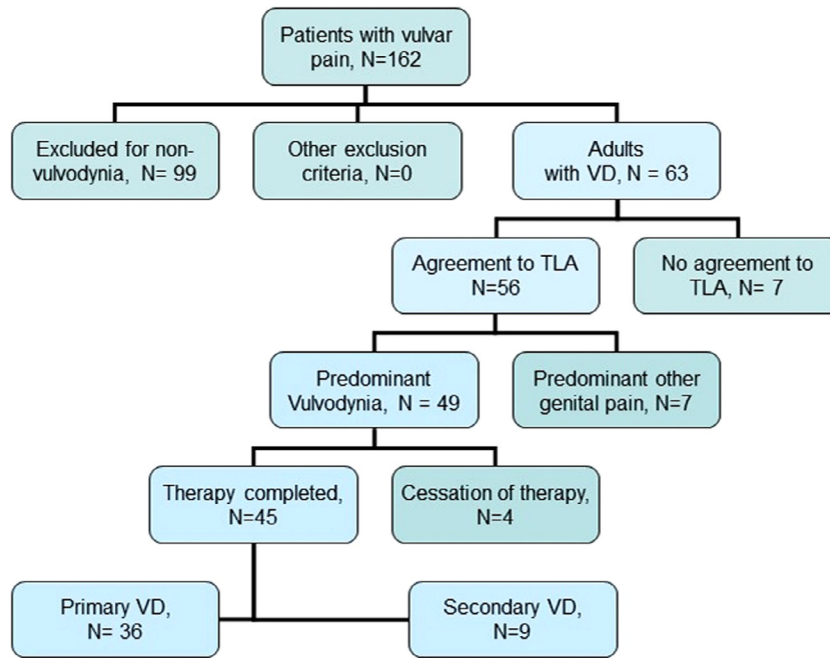 Patients with vulvar
pain, N=162
Excluded for non-
vulvodynia, N= 99
Other exclusion
criteria, N=0
Adults
with VD, N = 63
Agreement to TLA
N=56
No agreement to
TLA, N= 7
Predominant
Vulvodynia, N = 49
Predominant other
genital pain, N=7
Therapy completed,
N=45
Cessation of therapy,
N=4
Primary VD,
N= 36
Secondary VD,
N=9